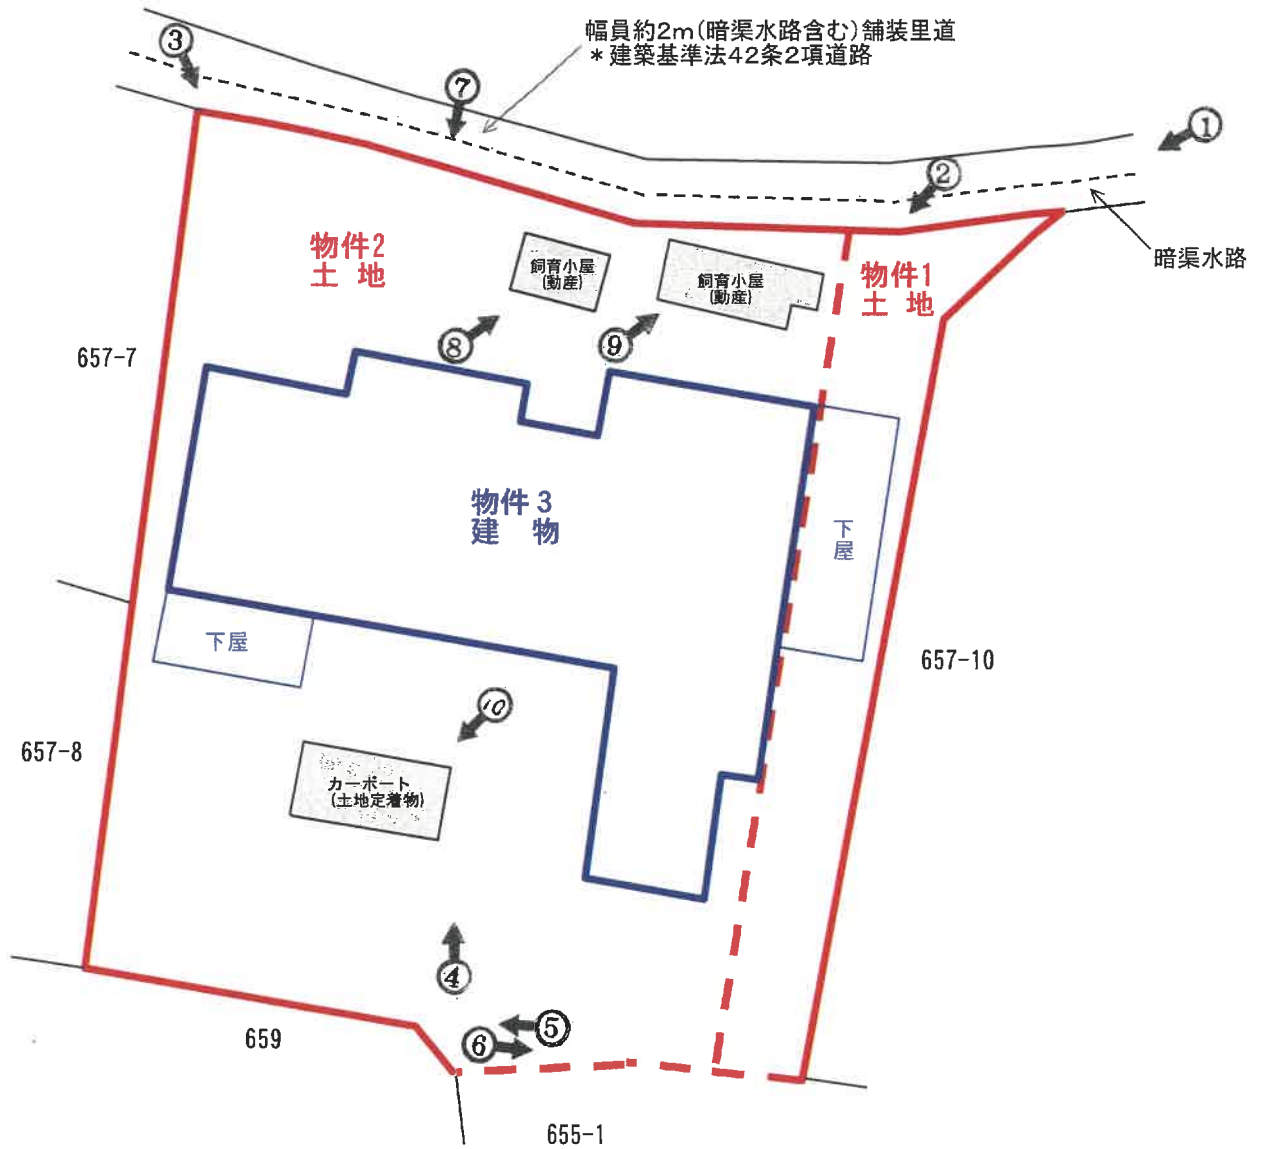 幅員約2m(暗渠水路含む)舗装里道
*建築基準法42条2項道路
③
⑦
①
②
暗渠水路
物件2
土地
飼育小屋
(動産)
飼育小屋
(動産)
物件1
土地
⑧
⑨
657-7
物件3
建物
下屋
下屋
657-10
⑩
657-8
カーポート
(土地定着物)
④
⑤
⑥
659
655-1